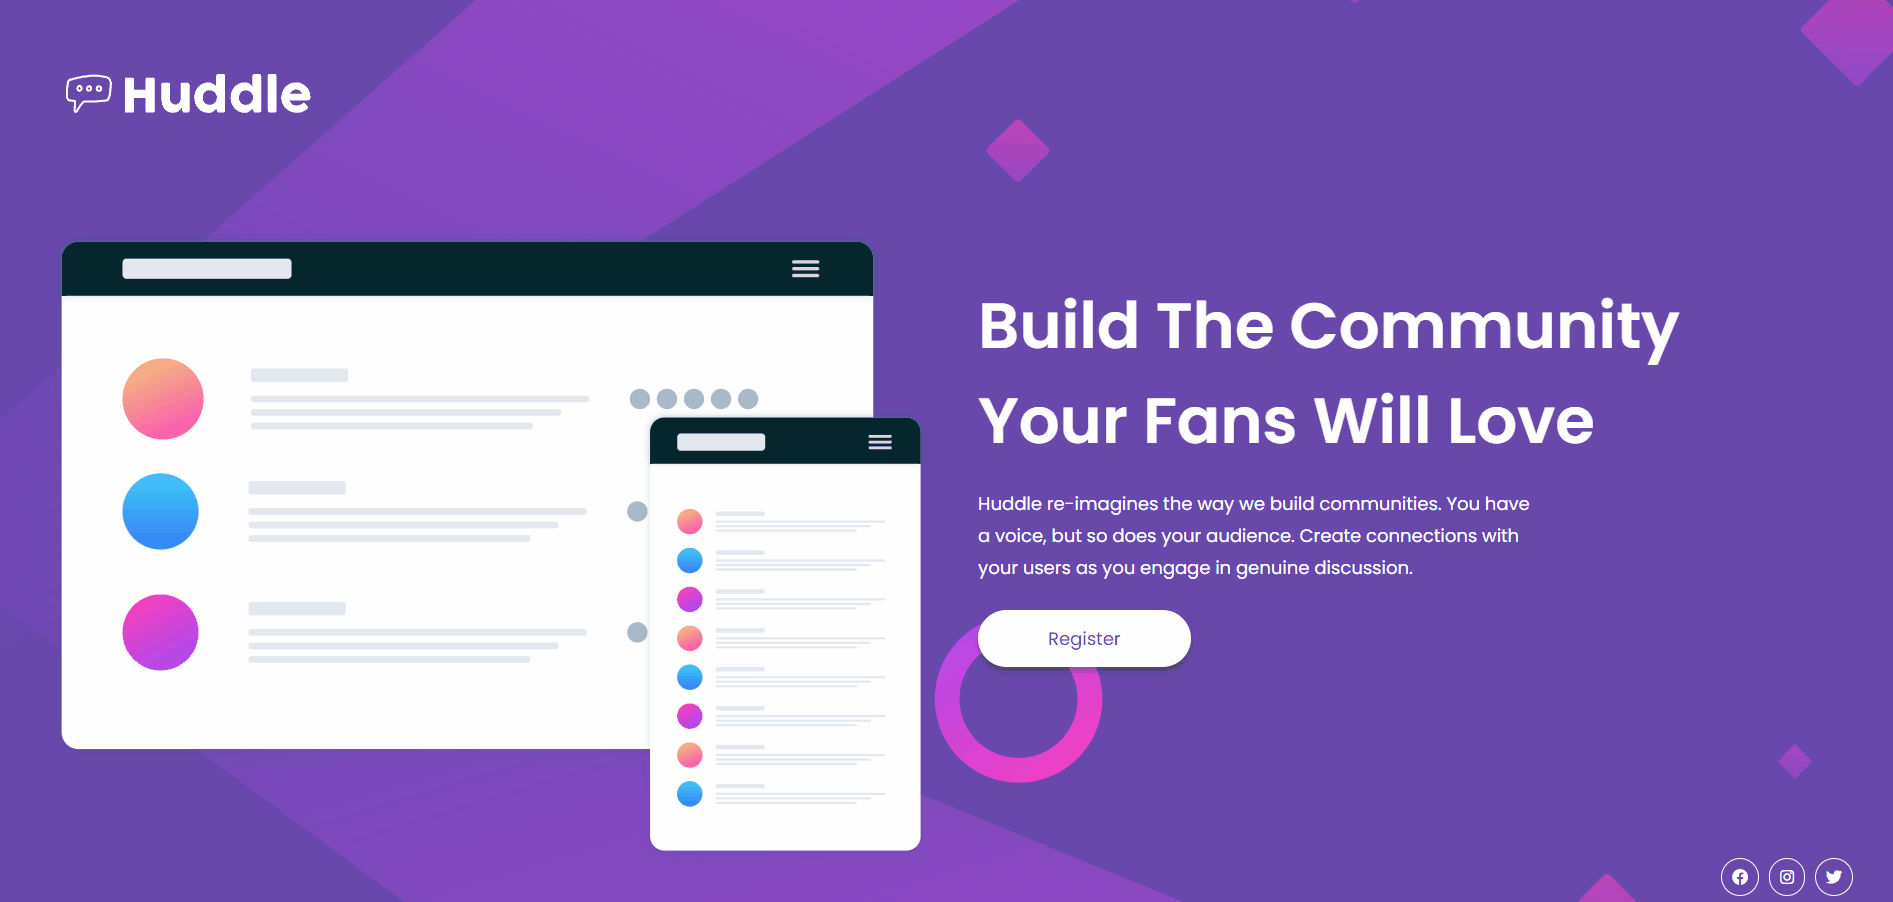 Huddle
Build The Community
Your Fans Will Love
Huddle re-imagines the way we build communities. You have
a voice, but so does your audience. Create connections with
your users as you engage in genuine discussion.
Register